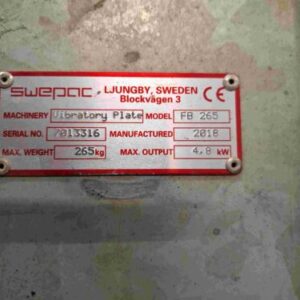 swepac LJUNGBY, SWEDEN CE
Blockvägen 3
MACHINERY Vibratory Plate MODEL FB 265
SERIAL NO. 7013316 MANUFACTURED 2018
MAX. WEIGHT 265kg MAX. OUTPUT 4,8 kW